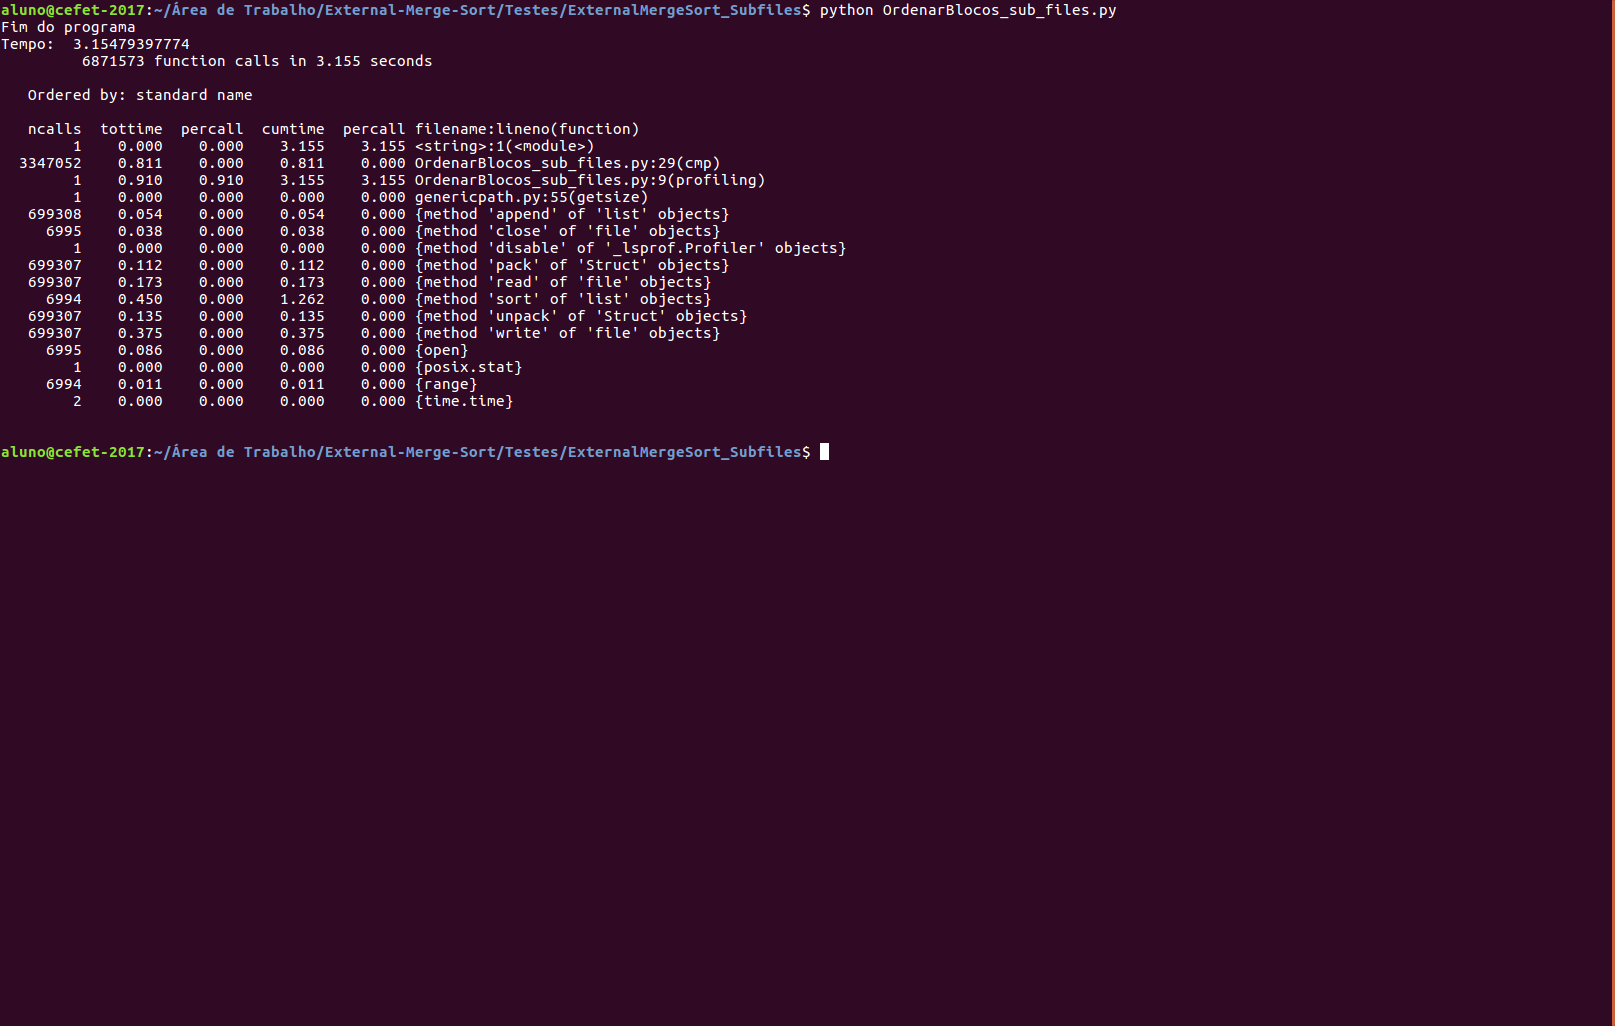 aluno@cefet-2017:~/Área de Trabalho/External-Merge-Sort/Testes/ExternalMergeSort_Subfiles$ python OrdenarBlocos_sub_files.py
Fim do programa
Tempo:  3.15479397774
         6871573 function calls in 3.155 seconds
   Ordered by: standard name
   ncalls  tottime  percall  cumtime  percall filename:lineno(function)
        1    0.000    0.000    3.155    3.155 <string>:1(<module>)
  3347052    0.811    0.000    0.811    0.000 OrdenarBlocos_sub_files.py:29(cmp)
        1    0.910    0.910    3.155    3.155 OrdenarBlocos_sub_files.py:9(profiling)
        1    0.000    0.000    0.000    0.000 genericpath.py:55(getsize)
   699308    0.054    0.000    0.054    0.000 {method 'append' of 'list' objects}
     6995    0.038    0.000    0.038    0.000 {method 'close' of 'file' objects}
        1    0.000    0.000    0.000    0.000 {method 'disable' of '_lsprof.Profiler' objects}
   699307    0.112    0.000    0.112    0.000 {method 'pack' of 'Struct' objects}
   699307    0.173    0.000    0.173    0.000 {method 'read' of 'file' objects}
     6994    0.450    0.000    1.262    0.000 {method 'sort' of 'list' objects}
   699307    0.135    0.000    0.135    0.000 {method 'unpack' of 'Struct' objects}
   699307    0.375    0.000    0.375    0.000 {method 'write' of 'file' objects}
     6995    0.086    0.000    0.086    0.000 {open}
        1    0.000    0.000    0.000    0.000 {posix.stat}
     6994    0.011    0.000    0.011    0.000 {range}
        2    0.000    0.000    0.000    0.000 {time.time}
aluno@cefet-2017:~/Área de Trabalho/External-Merge-Sort/Testes/ExternalMergeSort_Subfiles$